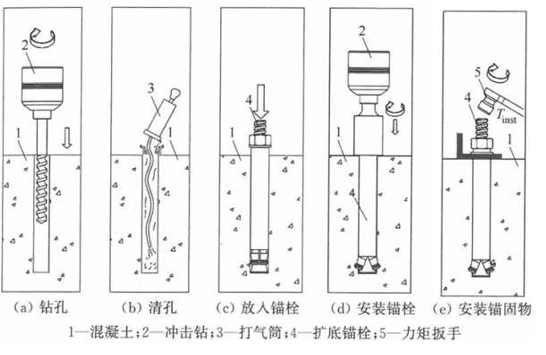 2
1
3
1
4
1
2
1
4
5
4
T_inst
1
(a) 钻孔
(b) 清孔
(c) 放入锚栓
(d) 安装锚栓
(e) 安装锚固物
1—混凝土;2—冲击钻;3—打气筒;4—扩底锚栓;5—力矩扳手